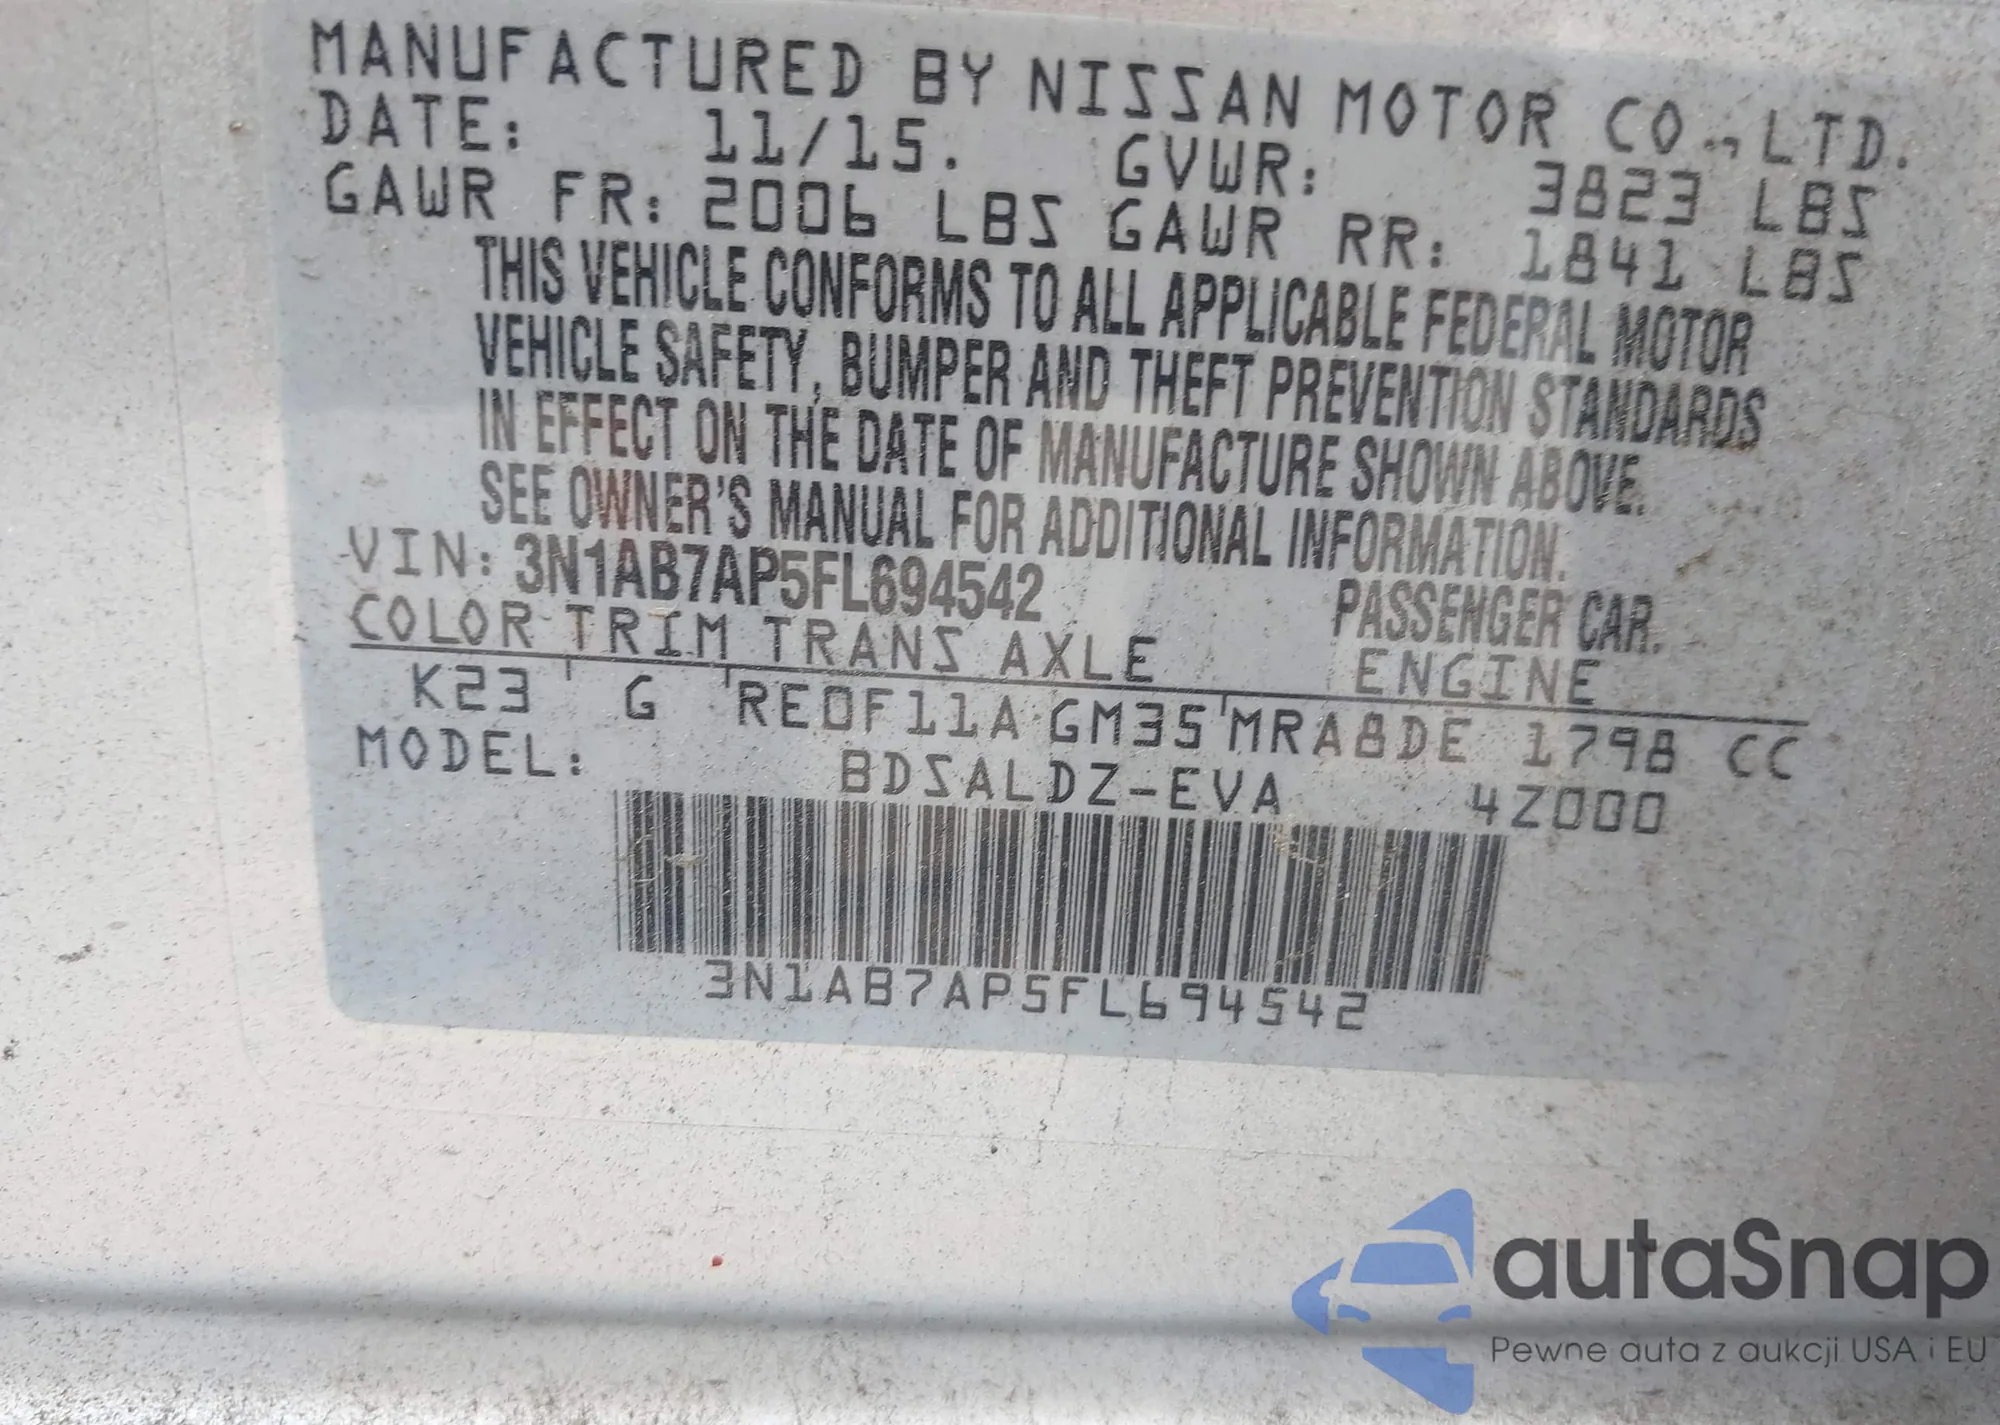 MANUFACTURED BY NISSAN MOTOR CO.,LTD.
DATE: 11/15. GVWR: 3823 LBS
GAWR FR: 2006 LBS GAWR RR: 1841 LBS
THIS VEHICLE CONFORMS TO ALL APPLICABLE FEDERAL MOTOR
VEHICLE SAFETY, BUMPER AND THEFT PREVENTION STANDARDS
IN EFFECT ON THE DATE OF MANUFACTURE SHOWN ABOVE.
SEE OWNER'S MANUAL FOR ADDITIONAL INFORMATION.
VIN: 3N1AB7AP5FL694542 PASSENGER CAR.
COLOR TRIM TRANS AXLE ENGINE
K23 G RE0F11A GM35 MRA8DE 1798 CC
MODEL: BDSALDZ-EVA 4Z000
3N1AB7AP5FL694542
autaSnap
Pewne auta z aukcji USA i EU